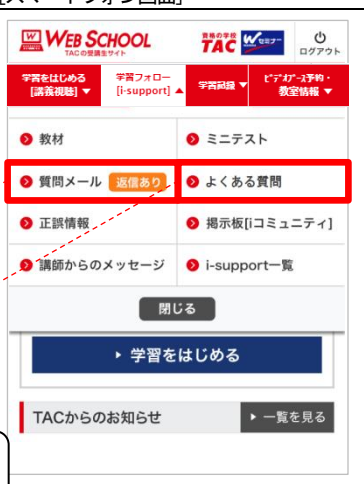 [スマートフォン画面]
WEB SCHOOL
TACの受講生サイト
資格の学校
TAC
Wセミナー
ログアウト
学習をはじめる
[講義視聴] ▼
学習フォロー
[i-support] ▲
学習記録 ▼
ビデオブース予約・
教室情報 ▼
教材
ミニテスト
質問メール 返信あり
よくある質問
正誤情報
掲示板[iコミュニティ]
講師からのメッセージ
i-support一覧
閉じる
学習をはじめる
TACからのお知らせ
一覧を見る